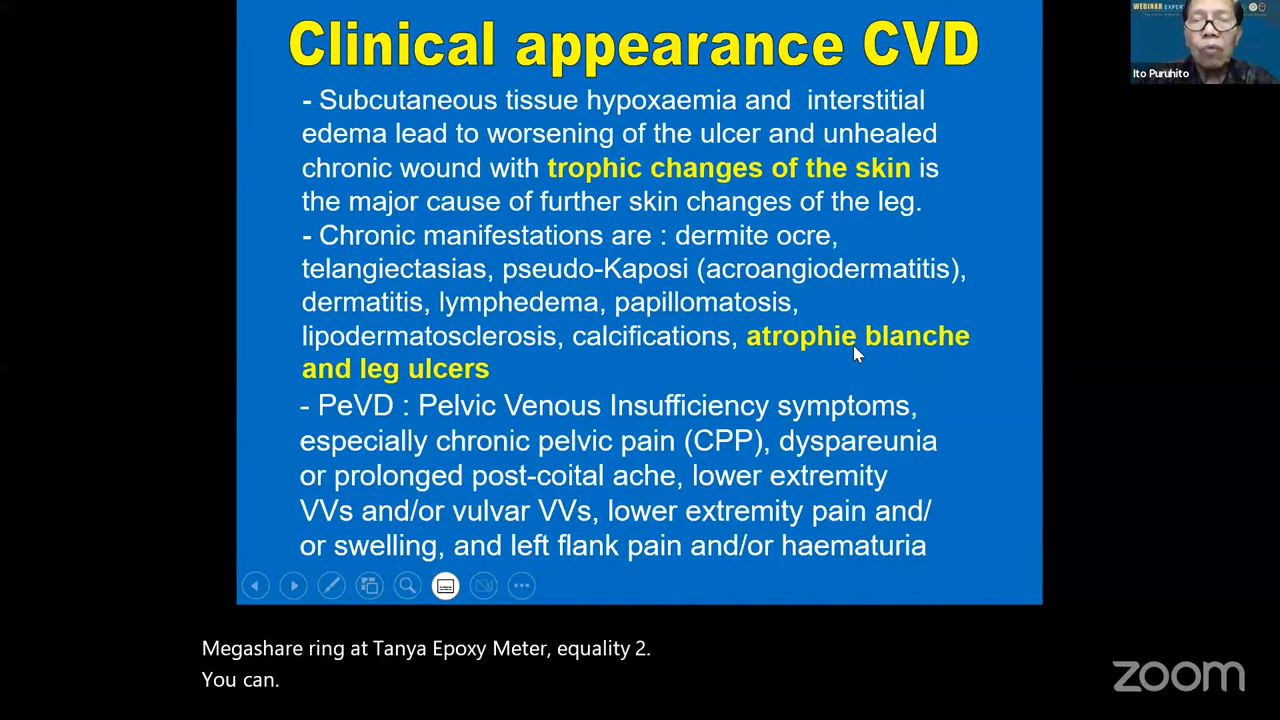 Clinical appearance CVD
- Subcutaneous tissue hypoxaemia and interstitial
edema lead to worsening of the ulcer and unhealed
chronic wound with trophic changes of the skin is
the major cause of further skin changes of the leg.
- Chronic manifestations are : dermite ocre,
telangiectasias, pseudo-Kaposi (acroangiodermatitis),
dermatitis, lymphedema, papillomatosis,
lipodermatosclerosis, calcifications, atrophie blanche
and leg ulcers
- PeVD : Pelvic Venous Insufficiency symptoms,
especially chronic pelvic pain (CPP), dyspareunia
or prolonged post-coital ache, lower extremity
VVs and/or vulvar VVs, lower extremity pain and/
or swelling, and left flank pain and/or haematuria
WEBINAR EXPERT
Ito Puruhito
Megashare ring at Tanya Epoxy Meter, equality 2.
You can.
zoom